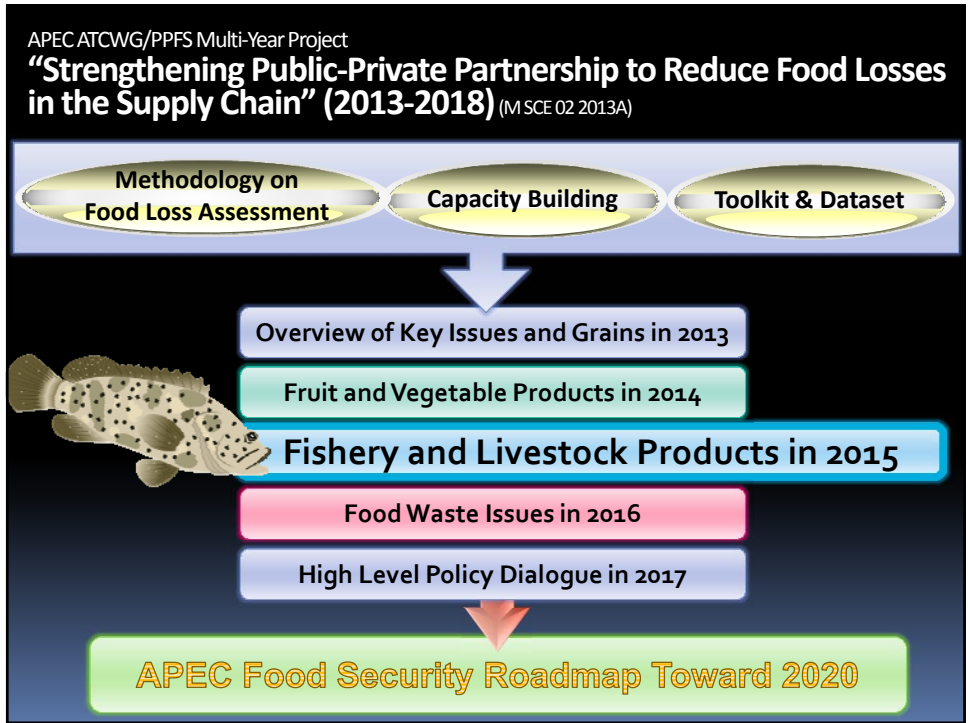 APEC ATCWG/PPFS Multi-Year Project
“Strengthening Public-Private Partnership to Reduce Food Losses
in the Supply Chain” (2013-2018) (M SCE 02 2013A)
Methodology on
Food Loss Assessment
Capacity Building
Toolkit & Dataset
Overview of Key Issues and Grains in 2013
Fruit and Vegetable Products in 2014
Fishery and Livestock Products in 2015
Food Waste Issues in 2016
High Level Policy Dialogue in 2017
APEC Food Security Roadmap Toward 2020